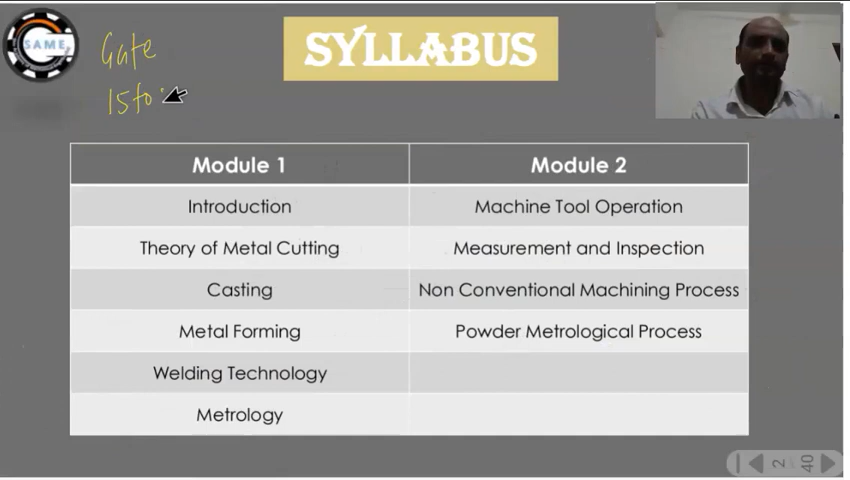 SAME
Gate
15to
SYLLABUS
Module 1
Module 2
Introduction
Machine Tool Operation
Theory of Metal Cutting
Measurement and Inspection
Casting
Non Conventional Machining Process
Metal Forming
Powder Metrological Process
Welding Technology
Metrology
2
40